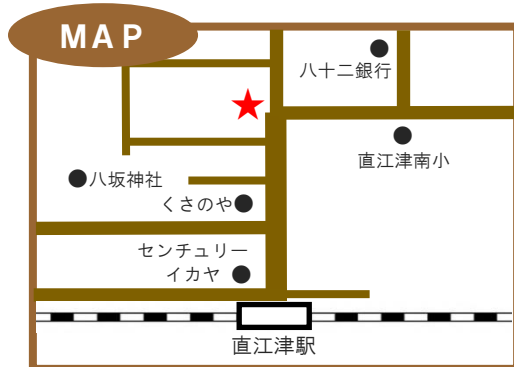 MAP
八十二銀行
直江津南小
八坂神社
くさのや
センチュリー
イカヤ
直江津駅